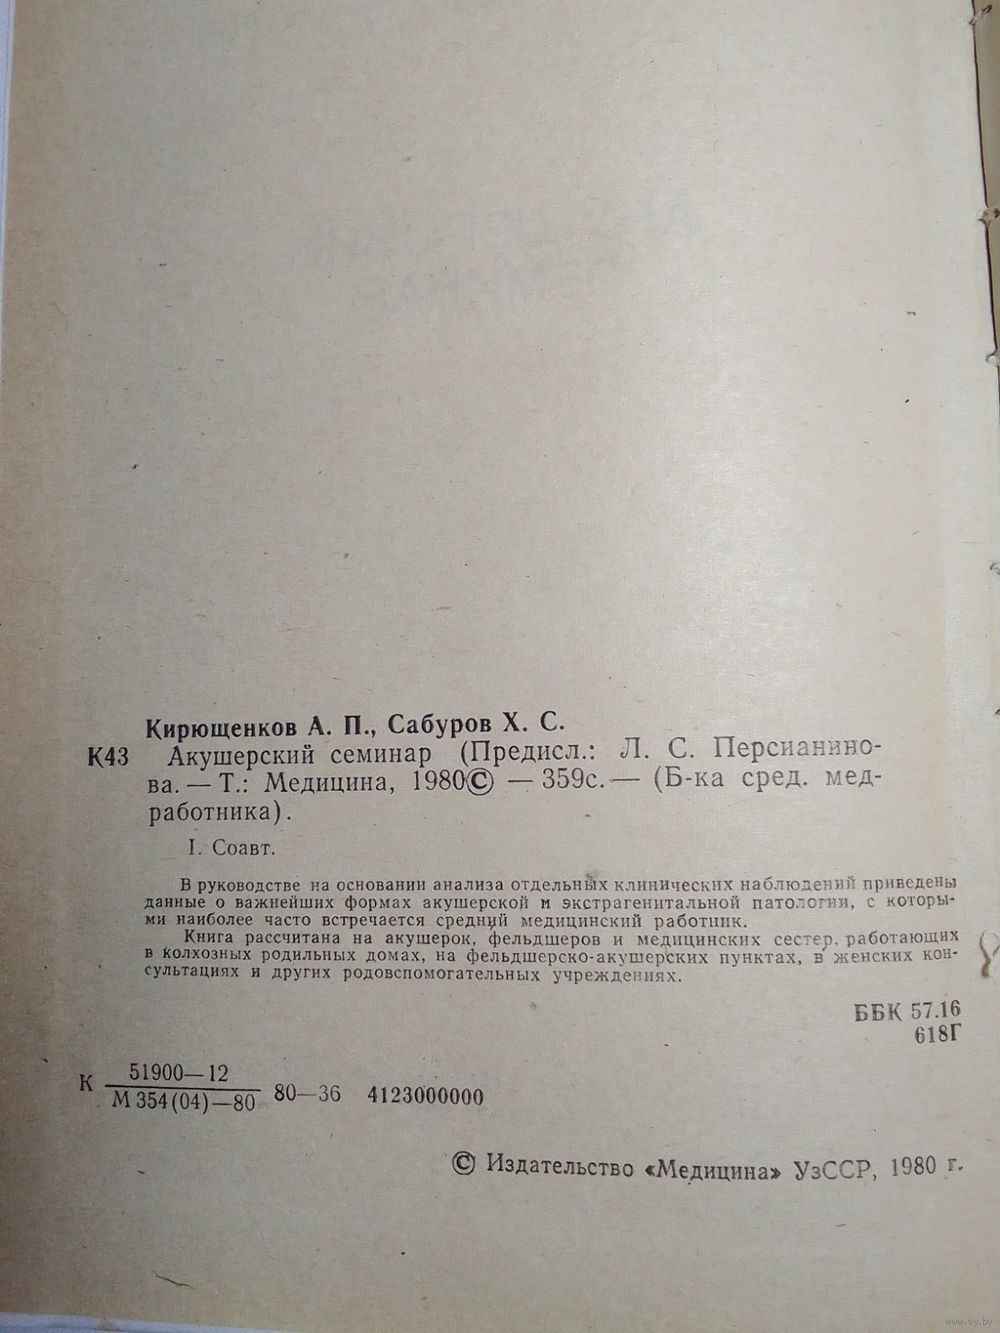 Кирющенков А. П., Сабуров Х. С.
К43 Акушерский семинар (Предисл.: Л. С. Персианино-
ва. — Т.: Медицина, 1980© — 359с. — (Б-ка сред. мед-
работника).
I. Соавт.
В руководстве на основании анализа отдельных клинических наблюдений приведены
данные о важнейших формах акушерской и экстрагенитальной патологии, с которы-
ми наиболее часто встречается средний медицинский работник.
Книга рассчитана на акушерок, фельдшеров и медицинских сестер, работающих
в колхозных родильных домах, на фельдшерско-акушерских пунктах, в женских кон-
сультациях и других родовспомогательных учреждениях.
ББК 57.16
618Г
51900—12
К М 354(04)—80 80—36 4123000000
© Издательство «Медицина» УзССР, 1980 г.
www.ay.by